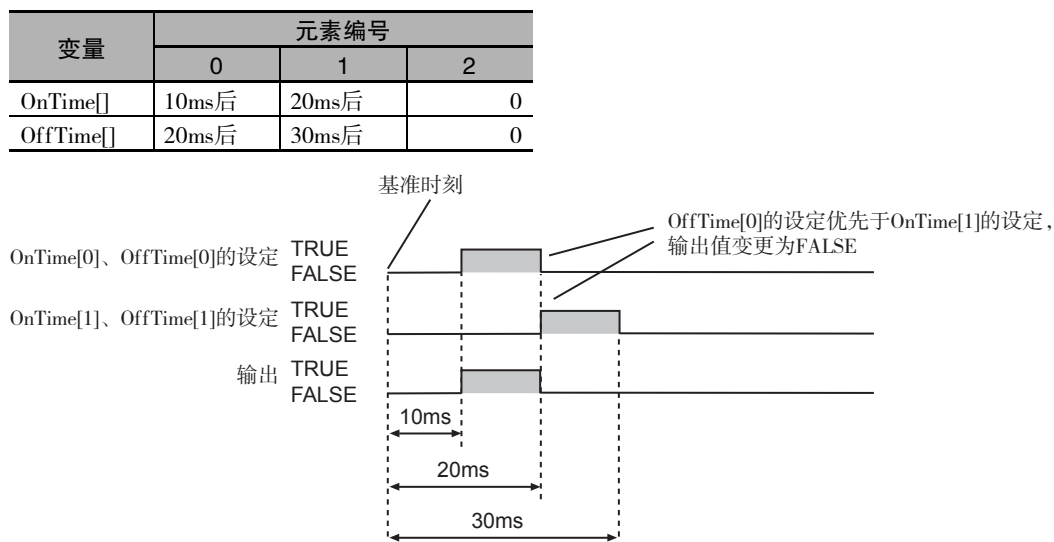 变量 元素编号
0 1 2
OnTime[] 10ms后 20ms后 0
OffTime[] 20ms后 30ms后 0
基准时刻
OffTime[0]的设定优先于OnTime[1]的设定，
输出值变更为FALSE
OnTime[0]、OffTime[0]的设定 TRUE
FALSE
OnTime[1]、OffTime[1]的设定 TRUE
FALSE
输出 TRUE
FALSE
10ms
20ms
30ms